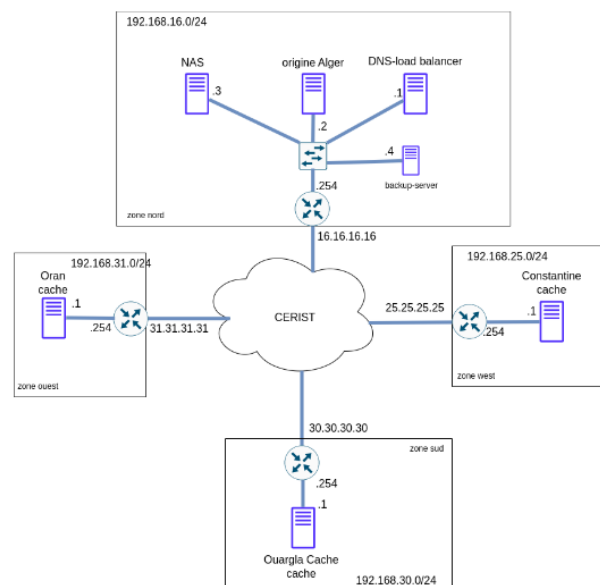 192.168.16.0/24
NAS
origine Alger
DNS-load balancer
.3
.2
.1
.4
backup-server
.254
zone nord
16.16.16.16
192.168.31.0/24
Oran
cache
.1
.254
31.31.31.31
zone ouest
CERIST
192.168.25.0/24
Constantine
cache
25.25.25.25
.1
.254
zone west
30.30.30.30
zone sud
.254
.1
Ouargla Cache
cache
192.168.30.0/24